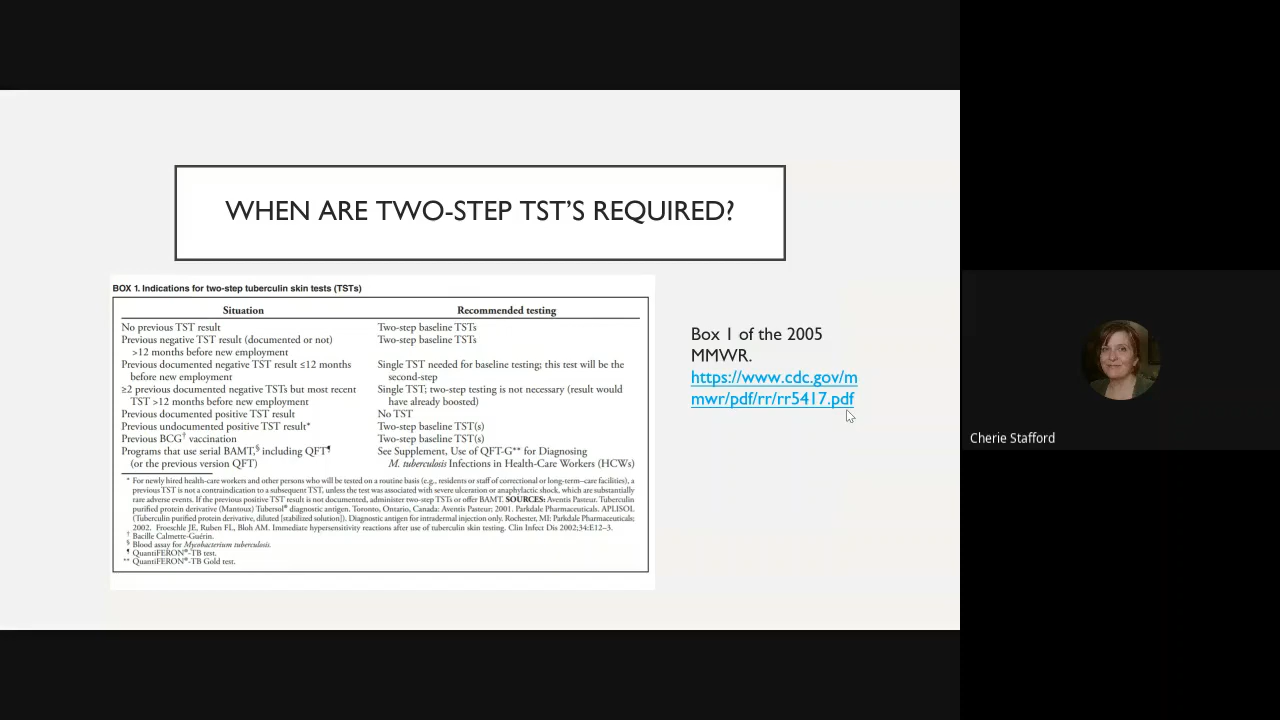 WHEN ARE TWO-STEP TST'S REQUIRED?
BOX 1. Indications for two-step tuberculin skin tests (TSTs)
Situation Recommended testing
No previous TST result Two-step baseline TSTs
Previous negative TST result (documented or not) Two-step baseline TSTs
>12 months before new employment
Previous documented negative TST result ≤12 months Single TST needed for baseline testing; this test will be the
before new employment second-step
≥2 previous documented negative TSTs but most recent Single TST; two-step testing is not necessary (result would
TST >12 months before new employment have already boosted)
Previous documented positive TST result No TST
Previous undocumented positive TST result* Two-step baseline TST(s)
Previous BCG† vaccination Two-step baseline TST(s)
Programs that use serial BAMT,§ including QFT¶ See Supplement, Use of QFT-G** for Diagnosing
(or the previous version QFT) M. tuberculosis Infections in Health-Care Workers (HCWs)
* For newly hired health-care workers and other persons who will be tested on a routine basis (e.g., residents or staff of correctional or long-term–care facilities), a
previous TST is not a contraindication to a subsequent TST, unless the test was associated with severe ulceration or anaphylactic shock, which are substantially
rare adverse events. If the previous positive TST result is not documented, administer two-step TSTs or offer BAMT. SOURCES: Aventis Pasteur. Tuberculin
purified protein derivative (Mantoux) Tubersol® diagnostic antigen. Toronto, Ontario, Canada: Aventis Pasteur; 2001. Parkdale Pharmaceuticals. APLISOL
(Tuberculin purified protein derivative, diluted [stabilized solution]). Diagnostic antigen for intradermal injection only. Rochester, MI: Parkdale Pharmaceuticals;
2002. Froeschle JE, Ruben FL, Bloh AM. Immediate hypersensitivity reactions after use of tuberculin skin testing. Clin Infect Dis 2002;34:E12–3.
† Bacille Calmette-Guérin.
§ Blood assay for Mycobacterium tuberculosis.
¶ QuantiFERON®-TB test.
** QuantiFERON®-TB Gold test.
Box 1 of the 2005
MMWR.
https://www.cdc.gov/m
mwr/pdf/rr/rr5417.pdf
Cherie Stafford